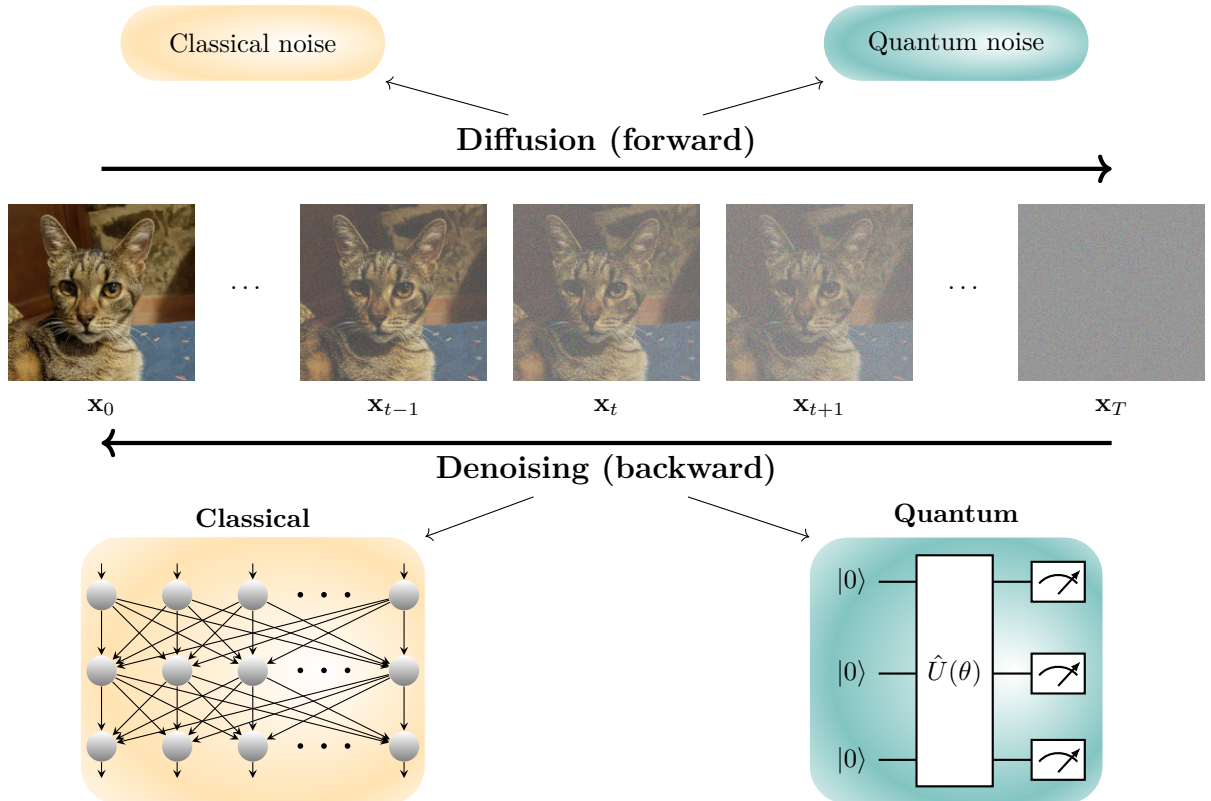 Classical noise
Quantum noise
Diffusion (forward)
. . .
. . .
x₀
xₜ₋₁
xₜ
xₜ₊₁
x_T
Denoising (backward)
Classical
Quantum
• • •
• • •
• • •
|0⟩
|0⟩
Û(θ)
|0⟩